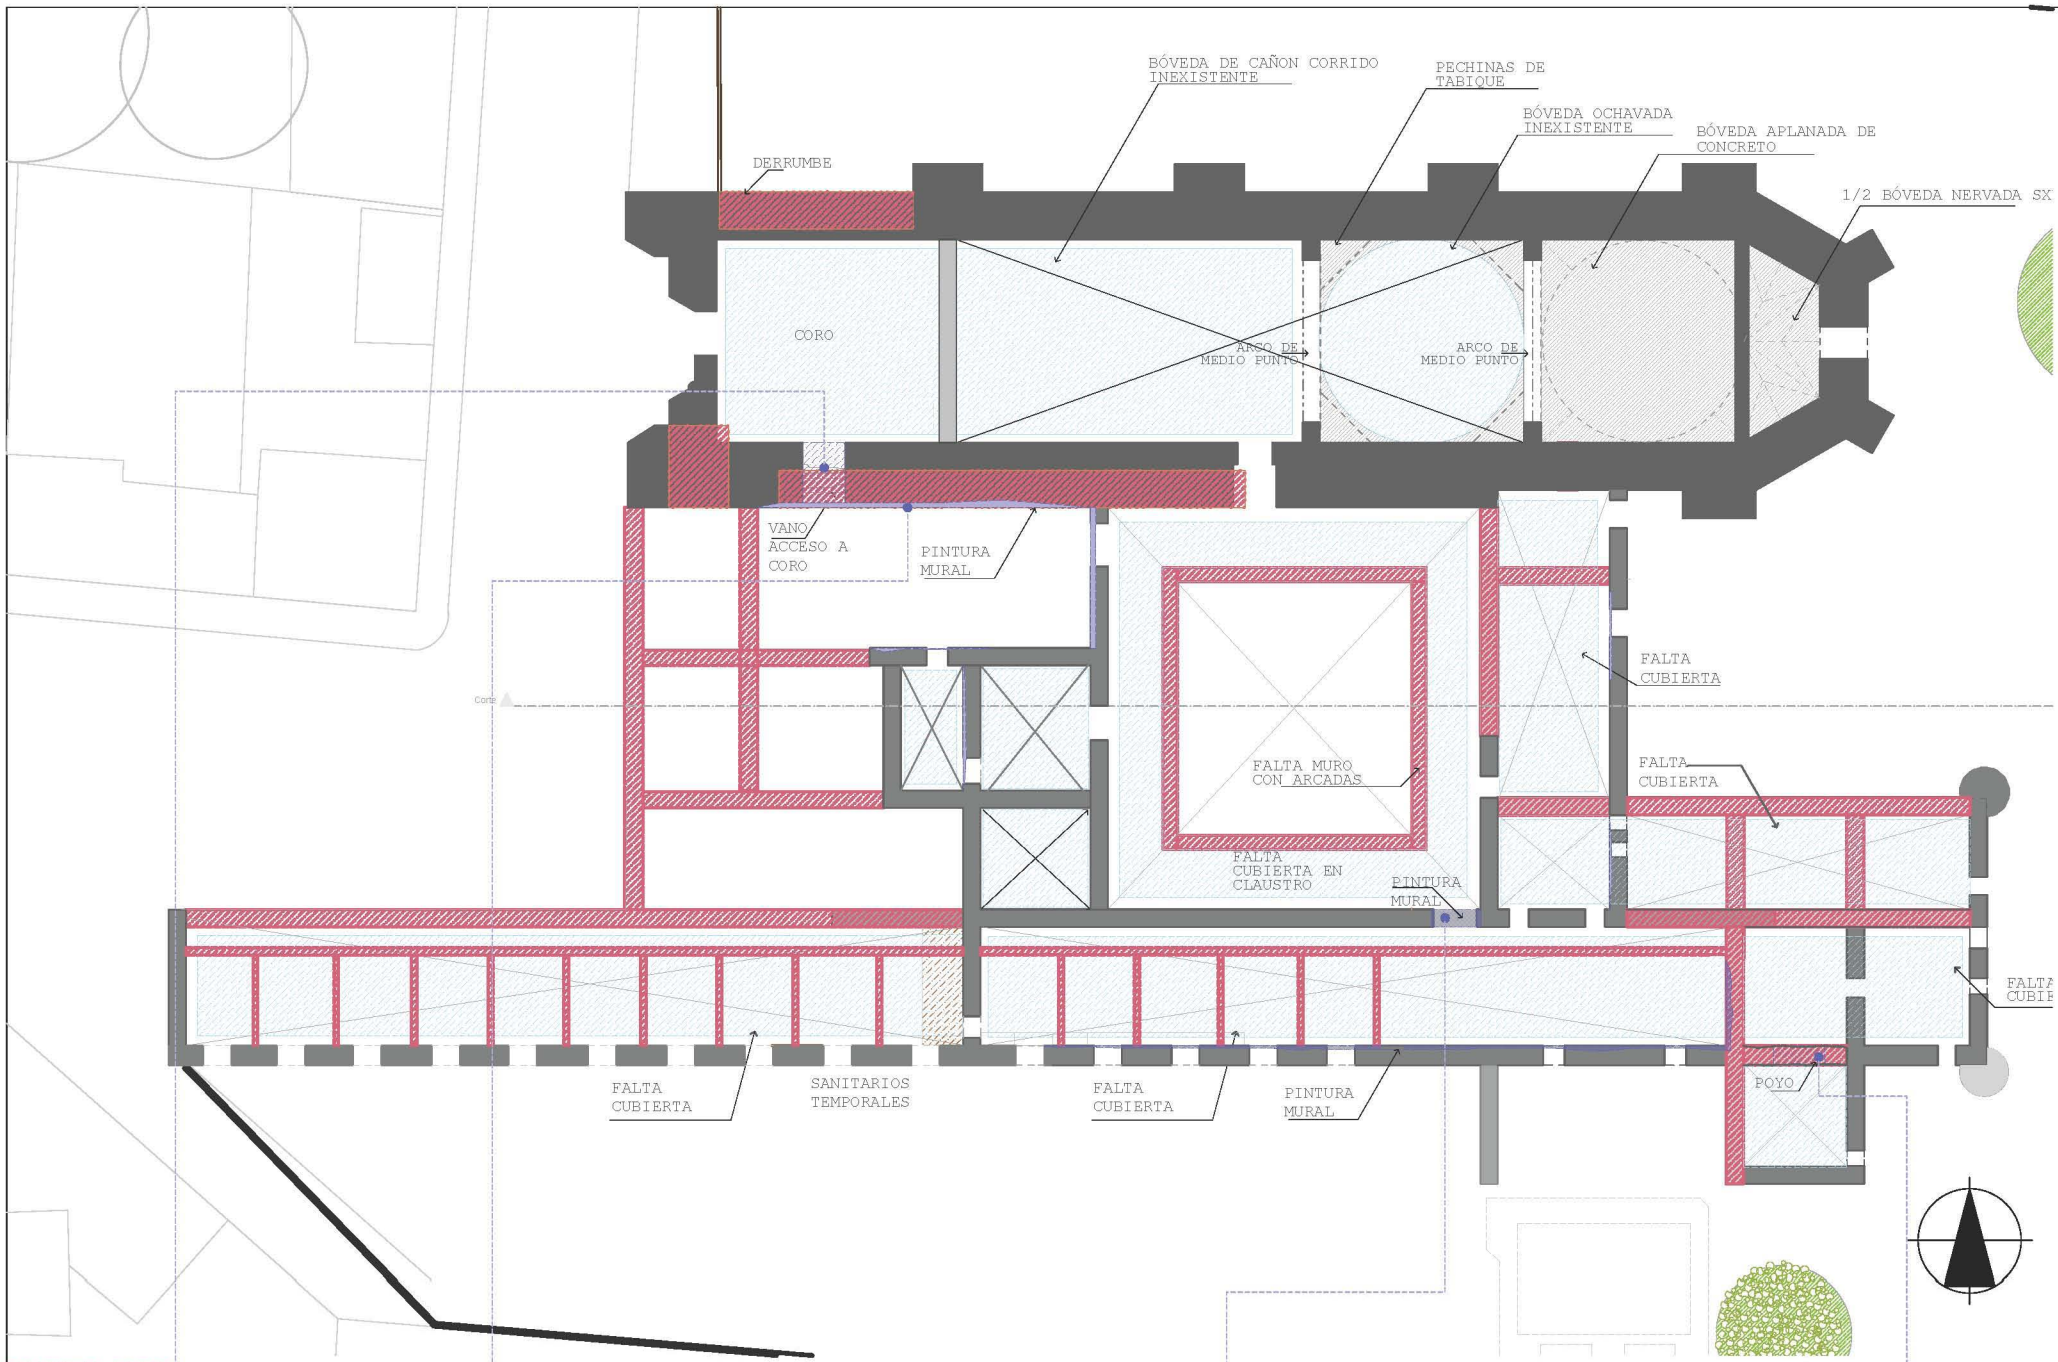 BÓVEDA DE CAÑON CORRIDO
INEXISTENTE
PECHINAS DE
TABIQUE
BÓVEDA OCHAVADA
INEXISTENTE
BÓVEDA APLANADA DE
CONCRETO
DERRUMBE
1/2 BÓVEDA NERVADA SX
CORO
ARCO DE
MEDIO PUNTO
ARCO DE
MEDIO PUNTO
VANO
ACCESO A
CORO
PINTURA
MURAL
FALTA
CUBIERTA
Corte
FALTA MURO
CON ARCADAS
FALTA
CUBIERTA
FALTA
CUBIERTA EN
CLAUSTRO
PINTURA
MURAL
FALTA
CUBIE
FALTA
CUBIERTA
SANITARIOS
TEMPORALES
FALTA
CUBIERTA
PINTURA
MURAL
POYO